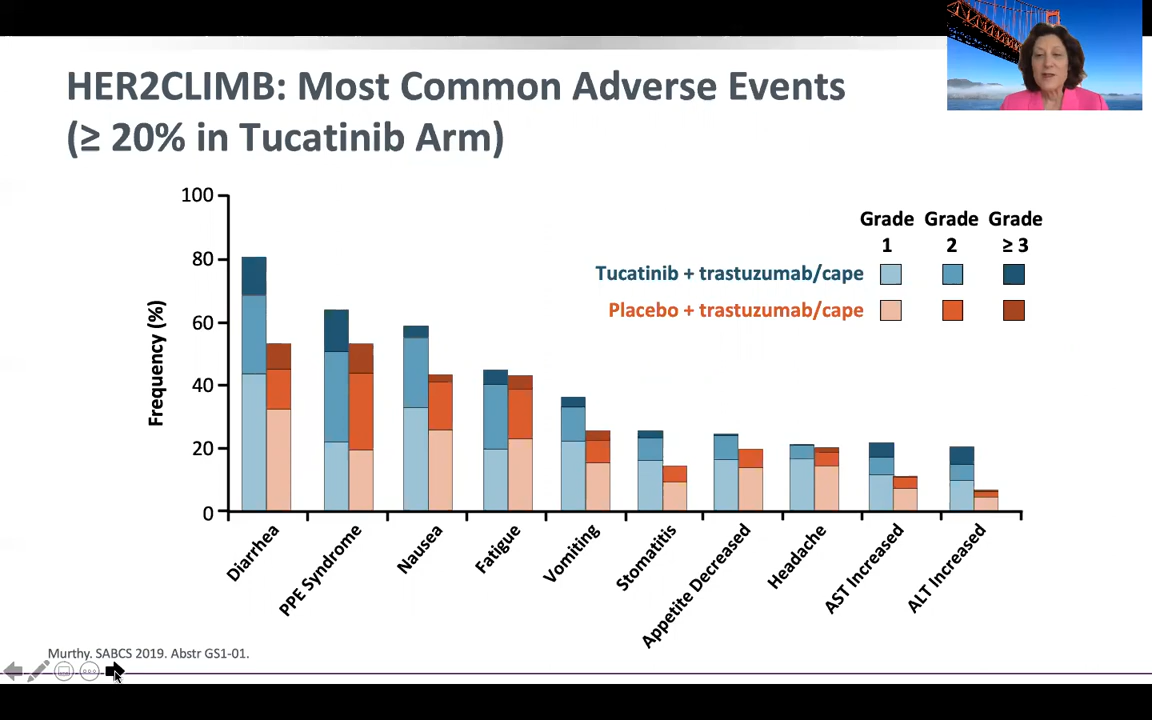 HER2CLIMB: Most Common Adverse Events
(≥ 20% in Tucatinib Arm)
100
80
60
40
20
0
Frequency (%)
Grade Grade Grade
1 2 ≥ 3
Tucatinib + trastuzumab/cape
Placebo + trastuzumab/cape
Diarrhea
PPE Syndrome
Nausea
Fatigue
Vomiting
Stomatitis
Appetite Decreased
Headache
AST Increased
ALT Increased
Murthy. SABCS 2019. Abstr GS1-01.